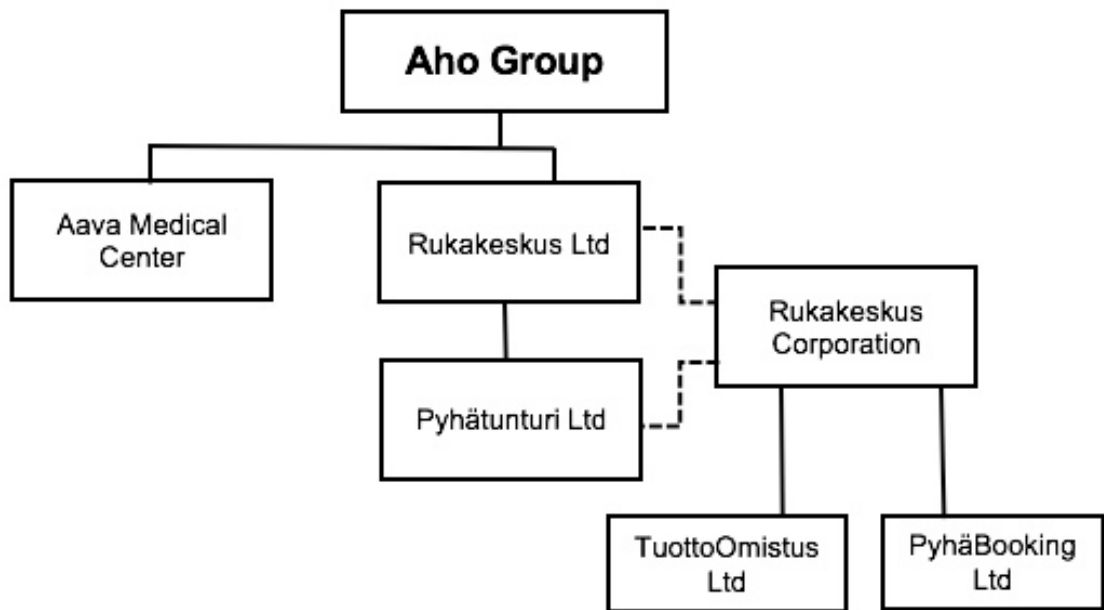 Aho Group
Aava Medical
Center
Rukakeskus Ltd
Rukakeskus
Corporation
Pyhätunturi Ltd
TuottoOmistus
Ltd
PyhäBooking
Ltd